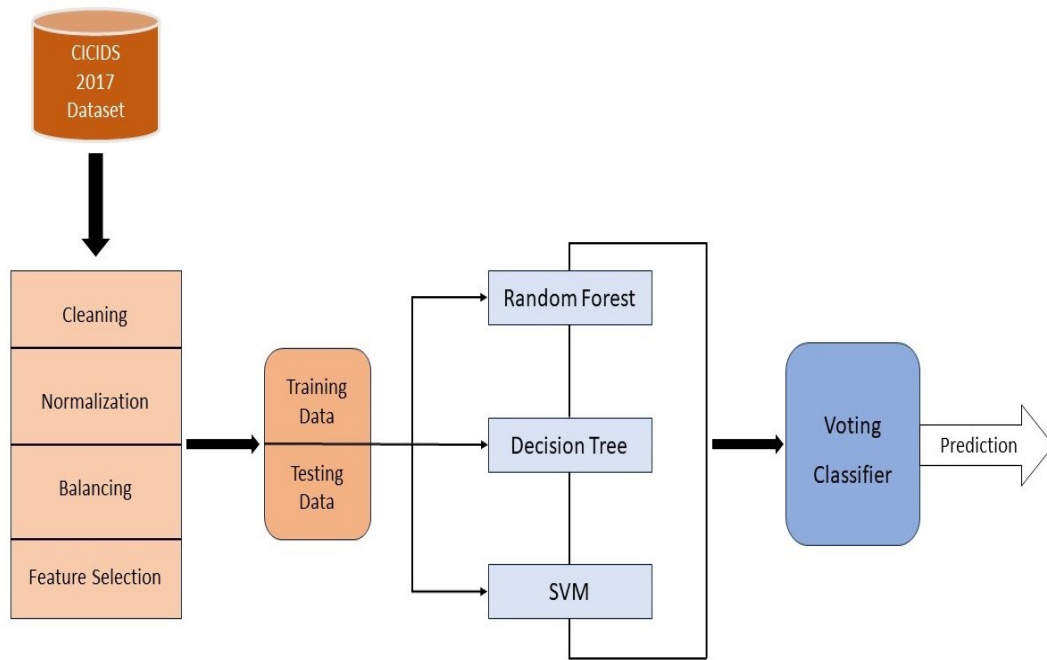 CICIDS
2017
Dataset
Cleaning
Normalization
Balancing
Feature Selection
Training
Data
Testing
Data
Random Forest
Decision Tree
SVM
Voting
Classifier
Prediction